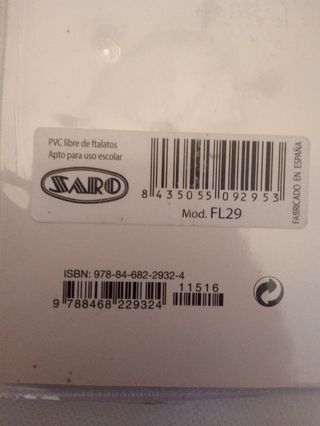 PVC libre de ftalatos
Apto para uso escolar
SARO
8 435055 092953
Mod. FL29
FABRICADO EN ESPAÑA
ISBN: 978-84-682-2932-4
11516
9 788468 229324